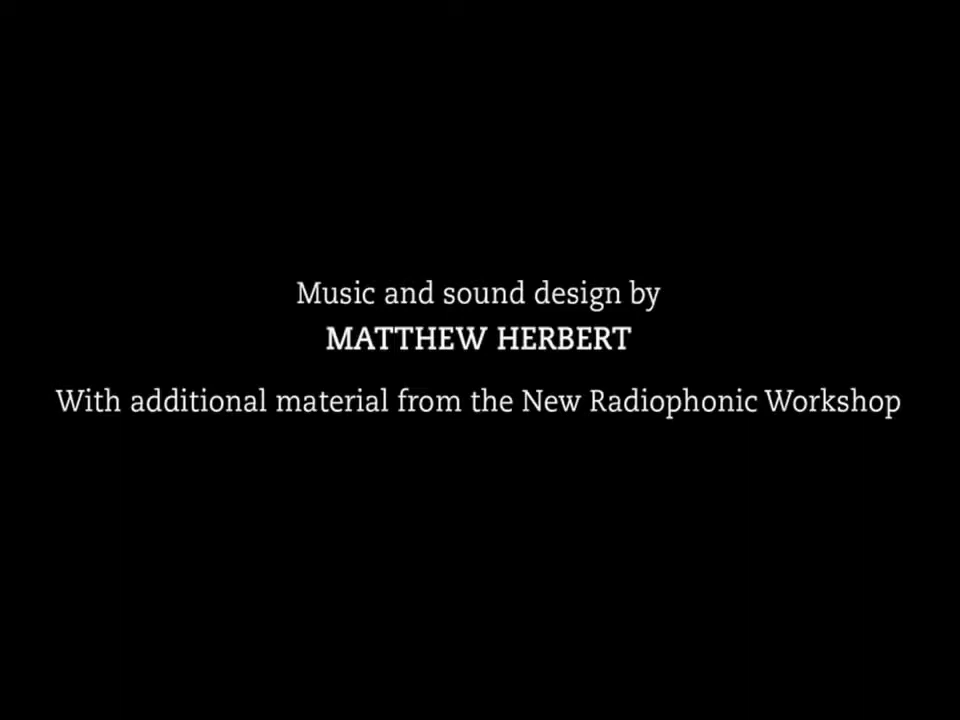 Music and sound design by
MATTHEW HERBERT
With additional material from the New Radiophonic Workshop